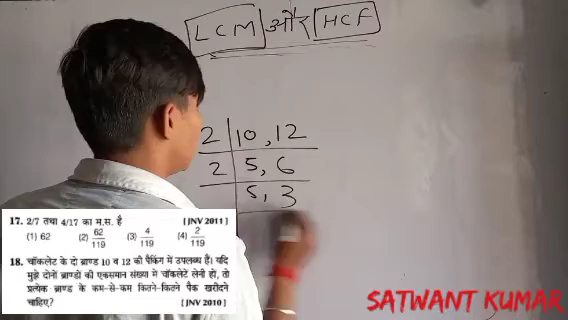 LCM और HCF
2 10, 12
2 5, 6
5, 3
17. 2/7 तथा 4/17 का म.स. है [JNV 2011]
(1) 62 (2) 62/119 (3) 4/119 (4) 2/119
18. चॉकलेट के दो ब्राण्ड 10 व 12 की पैकिंग में उपलब्ध हैं। यदि
मुझे दोनों ब्राण्डों की एकसमान संख्या में चॉकलेटे लेनी हों, तो
प्रत्येक ब्राण्ड के कम-से-कम कितने-कितने पैक खरीदने
चाहिए? [JNV 2010]
SATWANT KUMAR